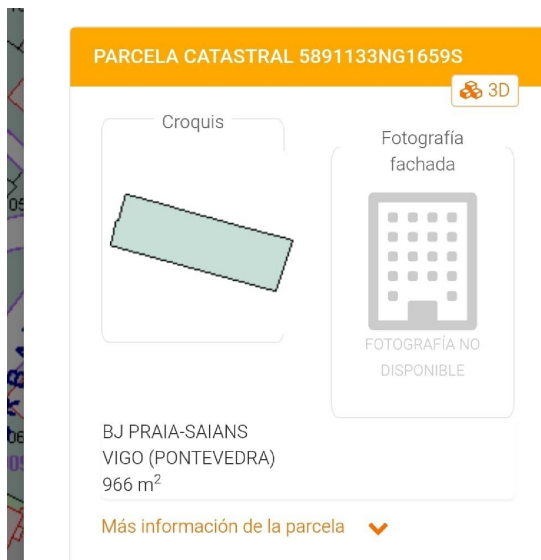 PARCELA CATASTRAL 5891133NG1659S
3D
Croquis
Fotografía
fachada
FOTOGRAFÍA NO
DISPONIBLE
BJ PRAIA-SAIANS
VIGO (PONTEVEDRA)
966 m²
Más información de la parcela